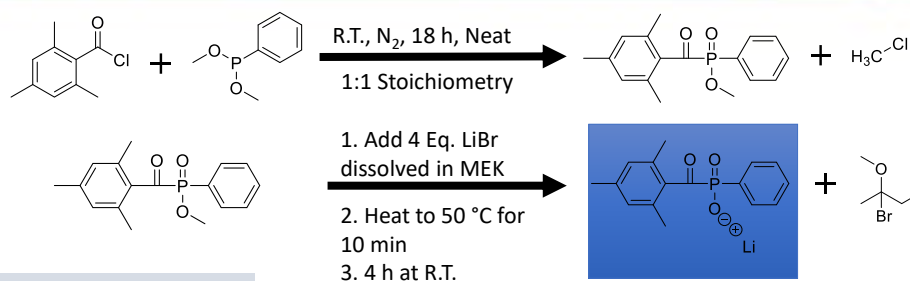 R.T., N₂, 18 h, Neat
1:1 Stoichiometry
O
Cl
+
O
P
O
O
O
P
O
+
H₃C
Cl
1. Add 4 Eq. LiBr
dissolved in MEK
2. Heat to 50 °C for
10 min
3. 4 h at R.T.
O
O
P
O
O
O
P
O
⊖
⊕
Li
+
O
Br